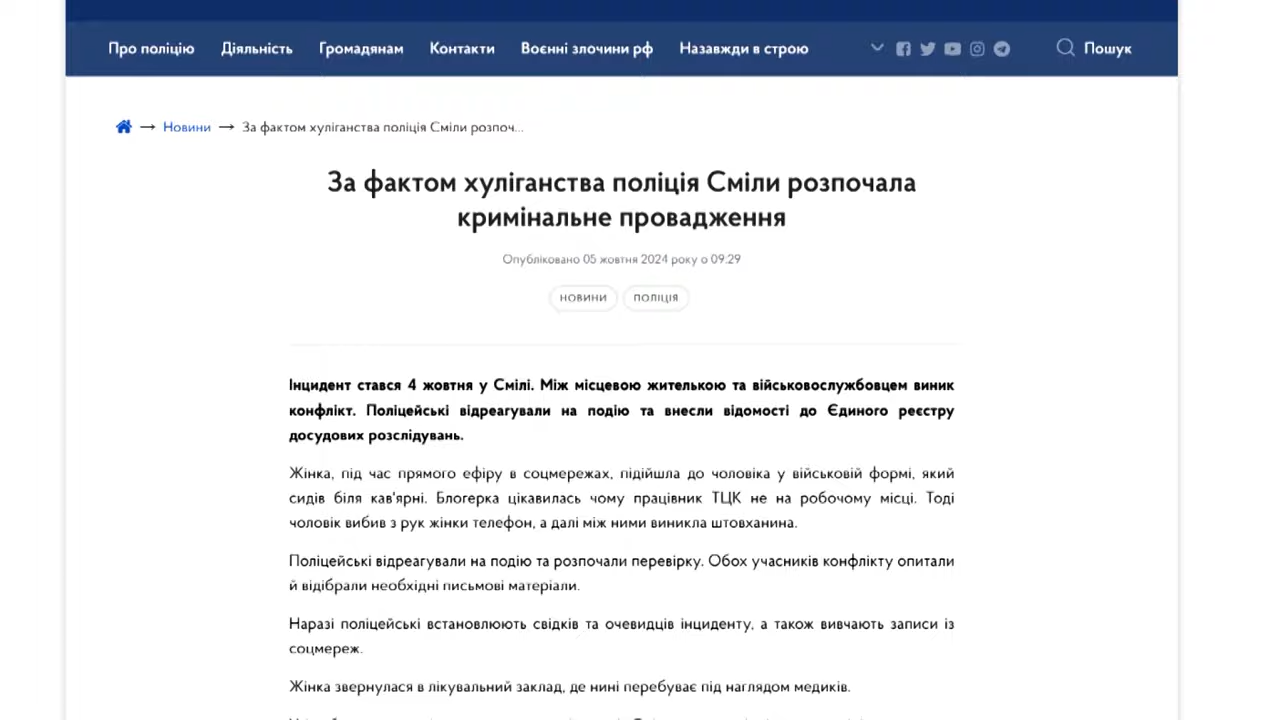 Про поліцію Діяльність Громадянам Контакти Воєнні злочини рф Назавжди в строю Пошук
→ Новини → За фактом хуліганства поліція Сміли розпоч...
За фактом хуліганства поліція Сміли розпочала
кримінальне провадження
Опубліковано 05 жовтня 2024 року о 09:29
НОВИНИ ПОЛІЦІЯ
Інцидент стався 4 жовтня у Смілі. Між місцевою жителькою та військовослужбовцем виник
конфлікт. Поліцейські відреагували на подію та внесли відомості до Єдиного реєстру
досудових розслідувань.
Жінка, під час прямого ефіру в соцмережах, підійшла до чоловіка у військовій формі, який
сидів біля кав'ярні. Блогерка цікавилась чому працівник ТЦК не на робочому місці. Тоді
чоловік вибив з рук жінки телефон, а далі між ними виникла штовханина.
Поліцейські відреагували на подію та розпочали перевірку. Обох учасників конфлікту опитали
й відібрали необхідні письмові матеріали.
Наразі поліцейські встановлюють свідків та очевидців інциденту, а також вивчають записи із
соцмереж.
Жінка звернулася в лікувальний заклад, де нині перебуває під наглядом медиків.